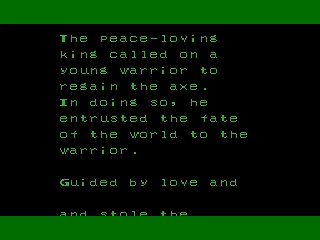 The peace-loving
king called on a
young warrior to
regain the axe.
In doing so, he
entrusted the fate
of the world to the
warrior.
Guided by love and
and stole the